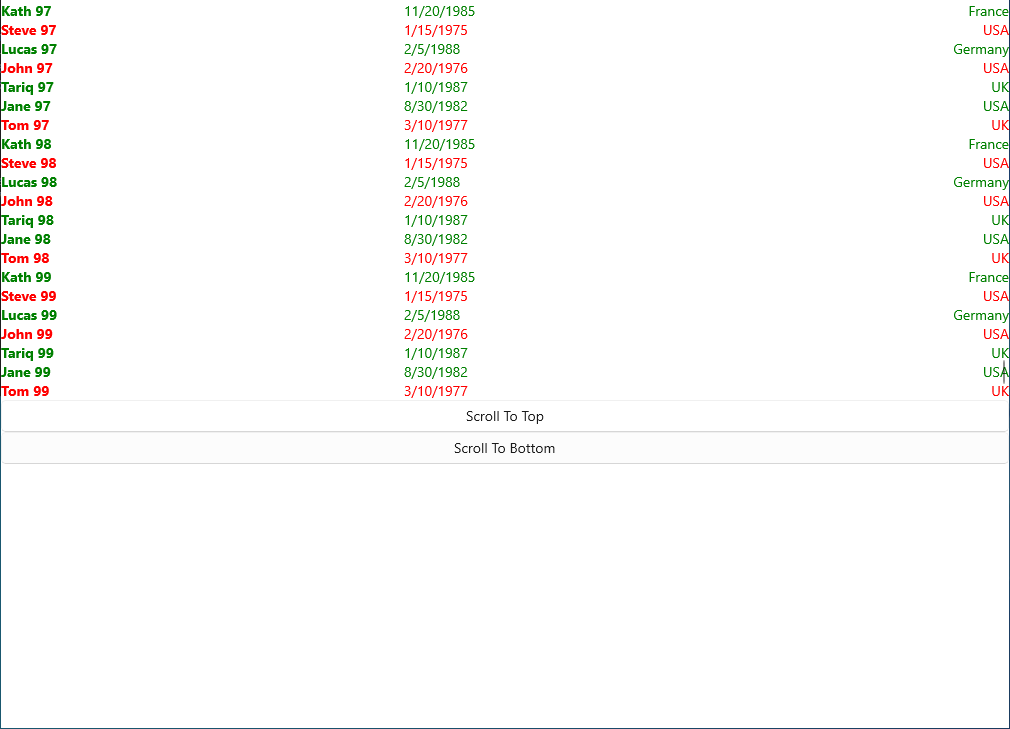 Kath 97 11/20/1985 France
Steve 97 1/15/1975 USA
Lucas 97 2/5/1988 Germany
John 97 2/20/1976 USA
Tariq 97 1/10/1987 UK
Jane 97 8/30/1982 USA
Tom 97 3/10/1977 UK
Kath 98 11/20/1985 France
Steve 98 1/15/1975 USA
Lucas 98 2/5/1988 Germany
John 98 2/20/1976 USA
Tariq 98 1/10/1987 UK
Jane 98 8/30/1982 USA
Tom 98 3/10/1977 UK
Kath 99 11/20/1985 France
Steve 99 1/15/1975 USA
Lucas 99 2/5/1988 Germany
John 99 2/20/1976 USA
Tariq 99 1/10/1987 UK
Jane 99 8/30/1982 USA
Tom 99 3/10/1977 UK
Scroll To Top
Scroll To Bottom